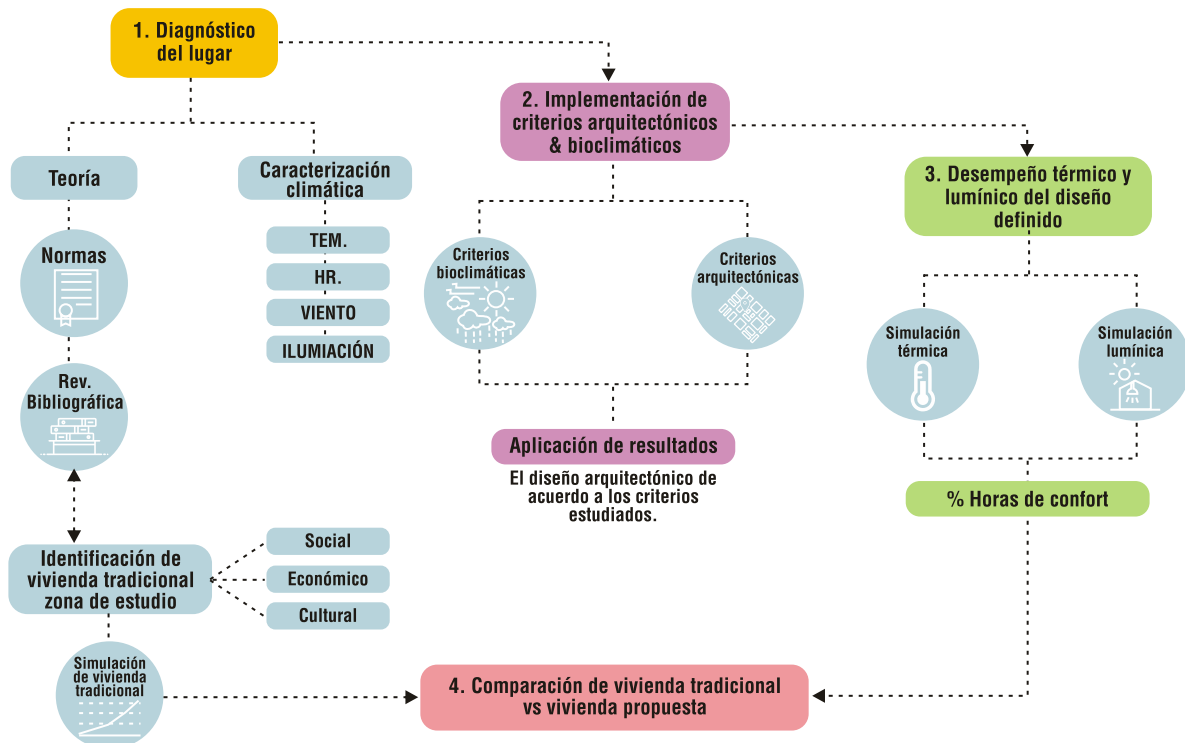 1. Diagnóstico
del lugar
2. Implementación de
criterios arquitectónicos
& bioclimáticos
3. Desempeño térmico y
lumínico del diseño
definido
Teoría
Caracterización
climática
Normas
TEM.
HR.
VIENTO
ILUMIACIÓN
Rev.
Bibliográfica
Criterios
bioclimáticas
Criterios
arquitectónicas
Simulación
térmica
Simulación
lumínica
Aplicación de resultados
El diseño arquitectónico de
acuerdo a los criterios
estudiados.
% Horas de confort
Identificación de
vivienda tradicional
zona de estudio
Social
Económico
Cultural
Simulación
de vivienda
tradicional
4. Comparación de vivienda tradicional
vs vivienda propuesta